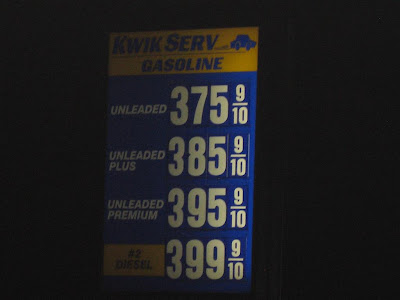 KWIK SERV
GASOLINE
UNLEADED 375 9/10
UNLEADED PLUS 385 9/10
UNLEADED PREMIUM 395 9/10
#2 DIESEL 399 9/10